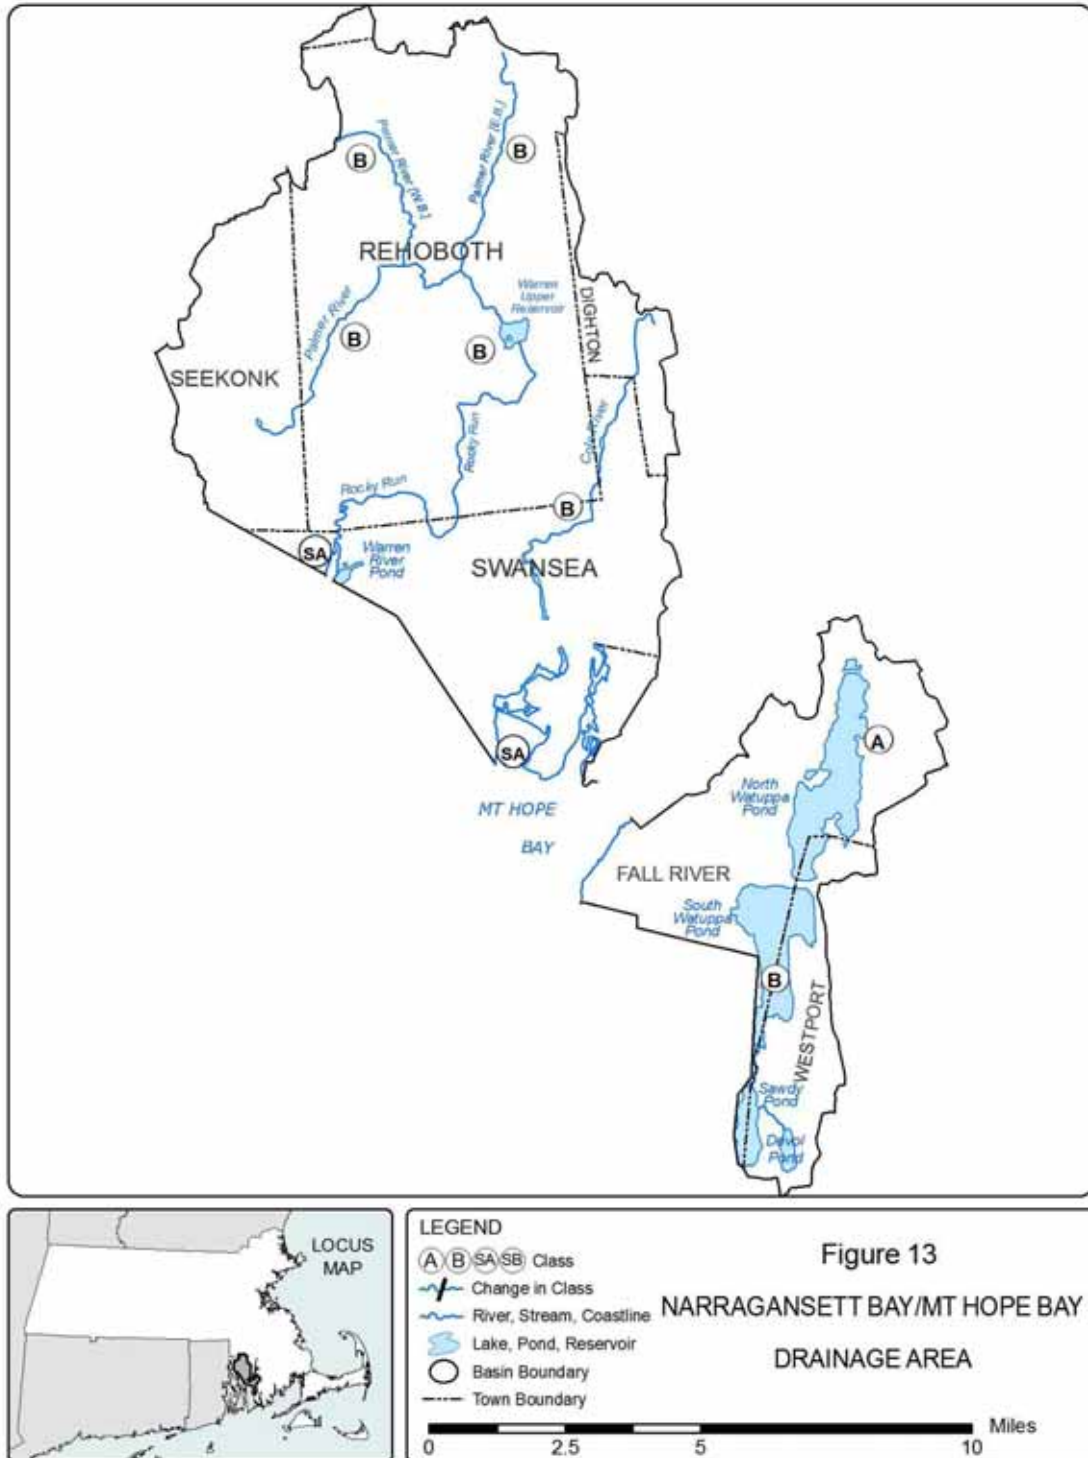 Palmer River [W.B.]
Palmer River [E.B.]
B
B
REHOBOTH
Warren
Upper
Reservoir
DIGHTON
Palmer River
B
B
SEEKONK
Cole River
Rocky Run
Rocky Run
B
SA
Warren
River
Pond
SWANSEA
SA
MT HOPE
BAY
A
North
Watuppa
Pond
FALL RIVER
South
Watuppa
Pond
B
WESTPORT
Sawdy
Pond
Devol
Pond
LOCUS
MAP
LEGEND
A B SA SB Class
Change in Class
River, Stream, Coastline
Lake, Pond, Reservoir
Basin Boundary
Town Boundary
Figure 13
NARRAGANSETT BAY/MT HOPE BAY
DRAINAGE AREA
Miles
0 2.5 5 10